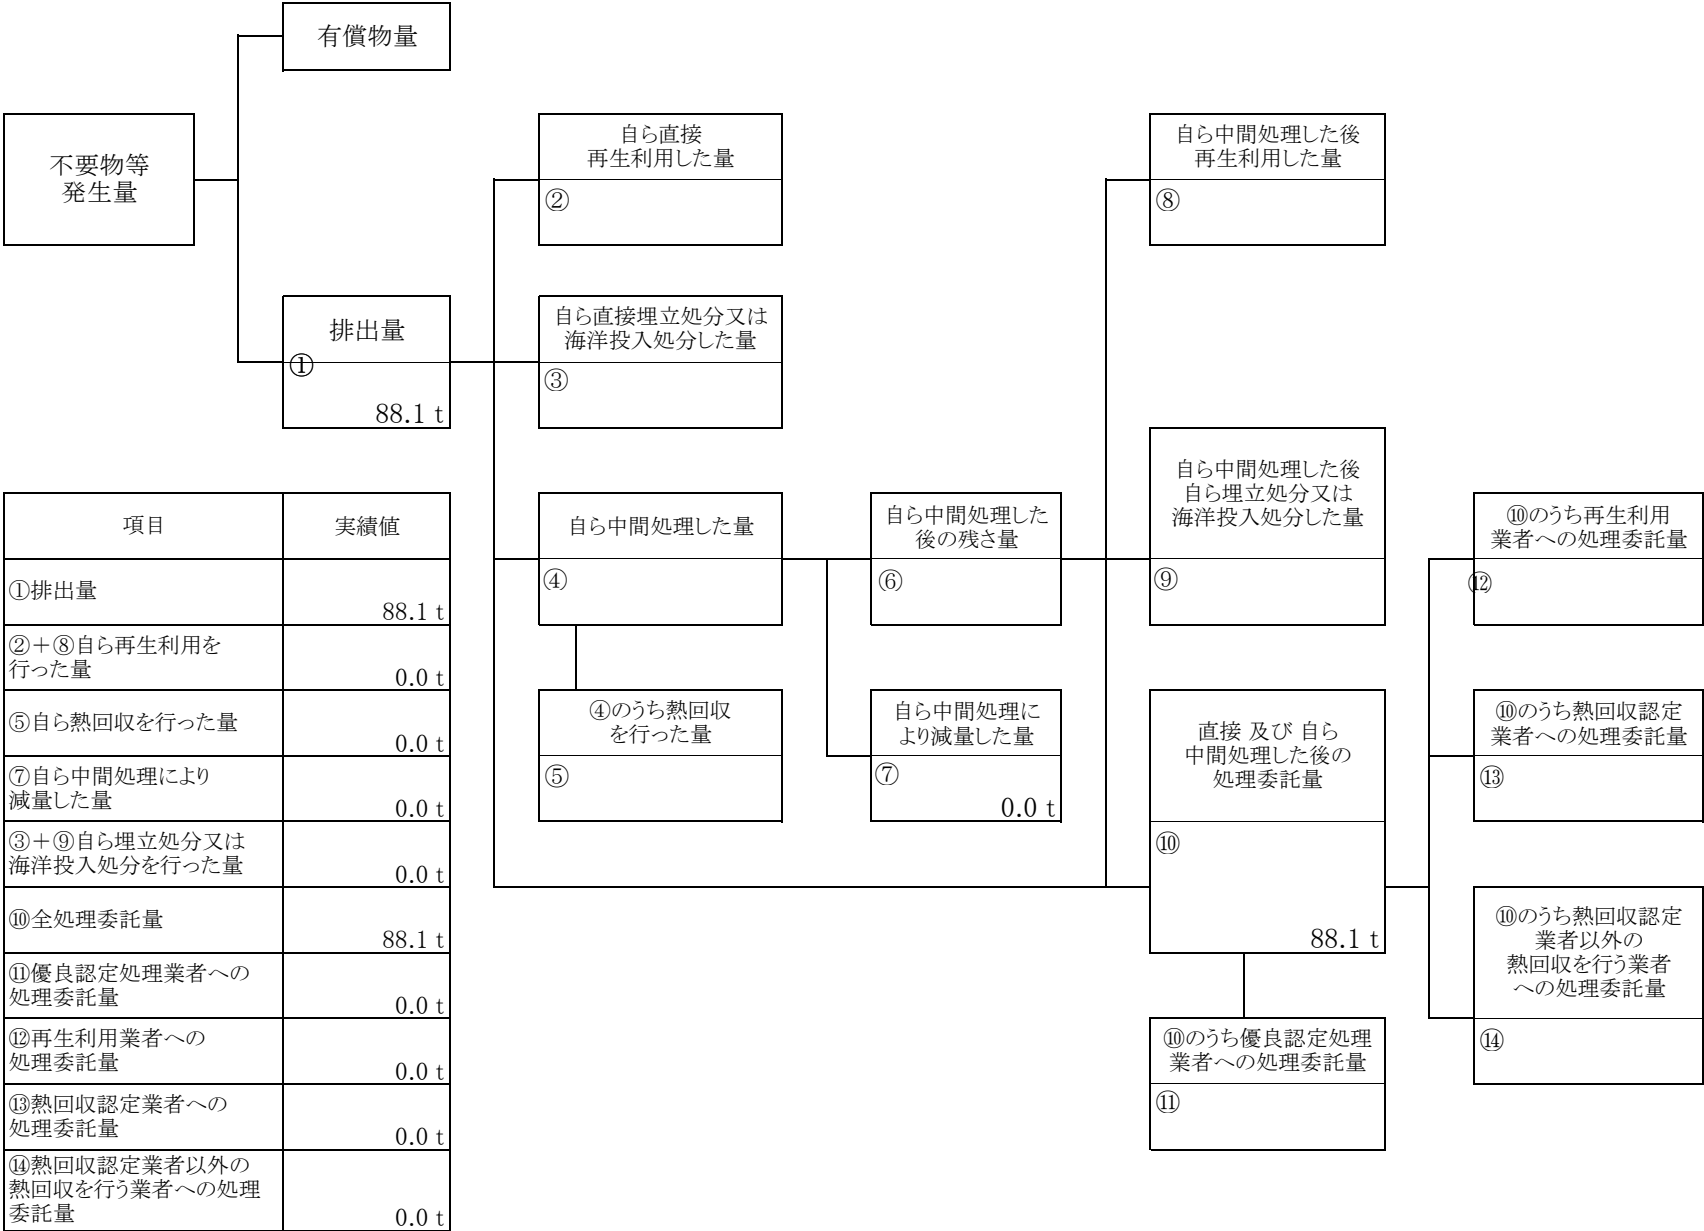 有償物量
不要物等
発生量
排出量
①
88.1 t
自ら直接
再生利用した量
②
自ら直接埋立処分又は
海洋投入処分した量
③
自ら中間処理した量
④
④のうち熱回収
を行った量
⑤
自ら中間処理した
後の残さ量
⑥
自ら中間処理に
より減量した量
⑦
0.0 t
自ら中間処理した後
再生利用した量
⑧
自ら中間処理した後
自ら埋立処分又は
海洋投入処分した量
⑨
直接 及び 自ら
中間処理した後の
処理委託量
⑩
88.1 t
⑩のうち優良認定処理
業者への処理委託量
⑪
⑩のうち再生利用
業者への処理委託量
⑫
⑩のうち熱回収認定
業者への処理委託量
⑬
⑩のうち熱回収認定
業者以外の
熱回収を行う業者
への処理委託量
⑭
項目 実績値
①排出量
88.1 t
②＋⑧自ら再生利用を
行った量
0.0 t
⑤自ら熱回収を行った量
0.0 t
⑦自ら中間処理により
減量した量
0.0 t
③＋⑨自ら埋立処分又は
海洋投入処分を行った量
0.0 t
⑩全処理委託量
88.1 t
⑪優良認定処理業者への
処理委託量
0.0 t
⑫再生利用業者への
処理委託量
0.0 t
⑬熱回収認定業者への
処理委託量
0.0 t
⑭熱回収認定業者以外の
熱回収を行う業者への処理
委託量
0.0 t